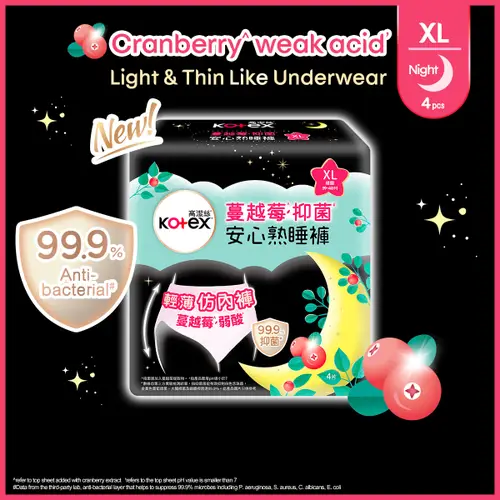 Cranberry^ weak acid'
Light & Thin Like Underwear
XL
Night
4 pcs
New!
99.9%
Anti-
bacterial#
高潔絲
Kotex
蔓越莓^抑菌#
安心熟睡褲
XL
輕薄仿內褲
蔓越莓^弱酸'
99.9%
抑菌#
4片
^refer to top sheet added with cranberry extract 'refers to the top sheet pH value is smaller than 7
#Data from the third-party lab, anti-bacterial layer that helps to suppress 99.9% microbes including P. aeruginosa, S. aureus, C. albicans, E. coli